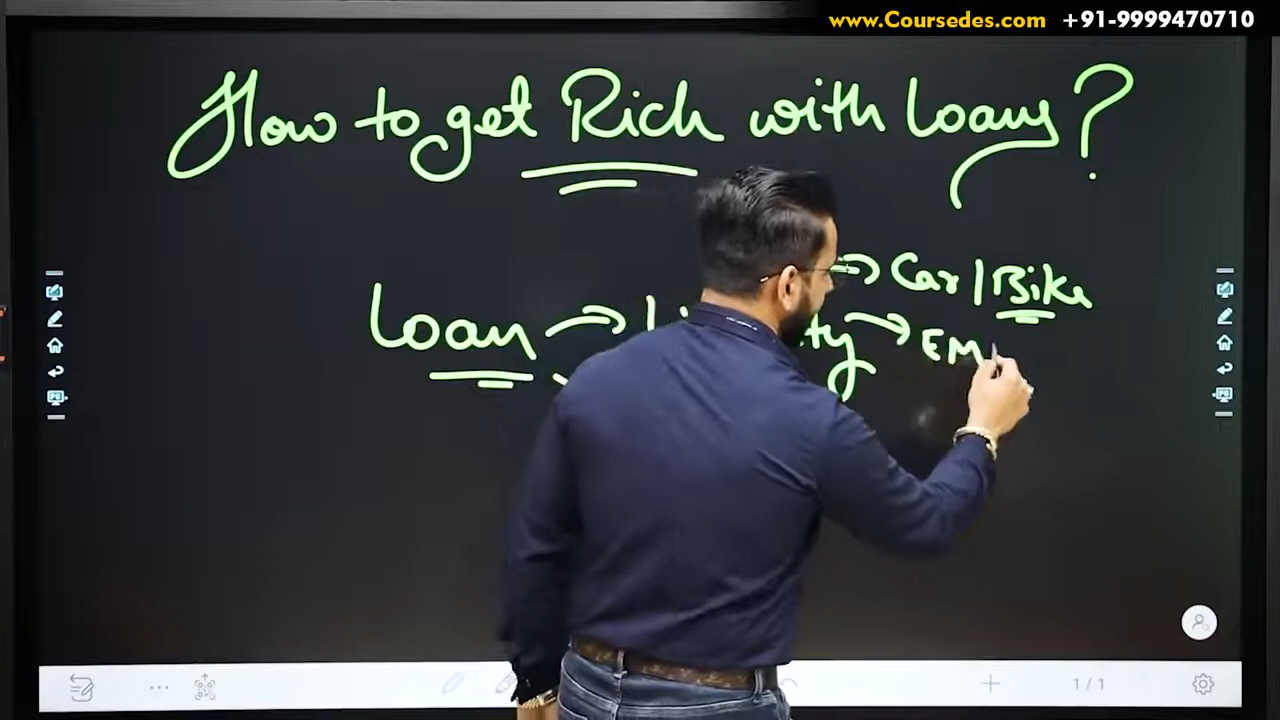 www.Coursedes.com +91-9999470710
How to get Rich with Loans?
Car/Bike
Loan
EM
1/1